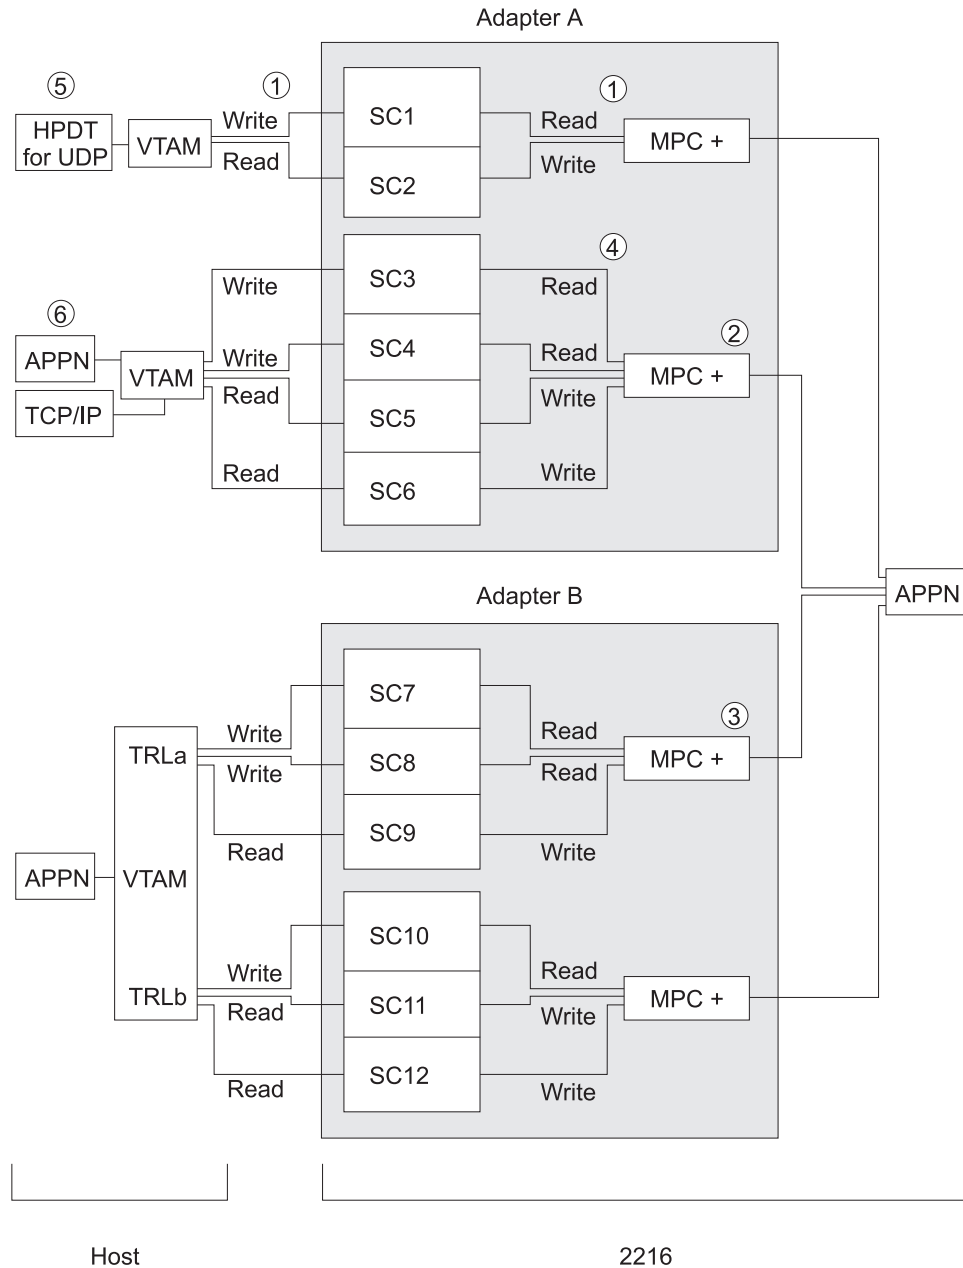 Adapter A
5
1
1
HPDT
for UDP
VTAM
Write
Read
SC1
SC2
Read
Write
MPC +
4
6
2
APPN
TCP/IP
VTAM
Write
Write
Read
Read
SC3
SC4
SC5
SC6
Read
Read
Write
Write
MPC +
APPN
Adapter B
3
APPN
TRLa
VTAM
TRLb
Write
Write
Read
SC7
SC8
SC9
Read
Read
Write
MPC +
Write
Read
Read
SC10
SC11
SC12
Read
Write
Write
MPC +
Host
2216